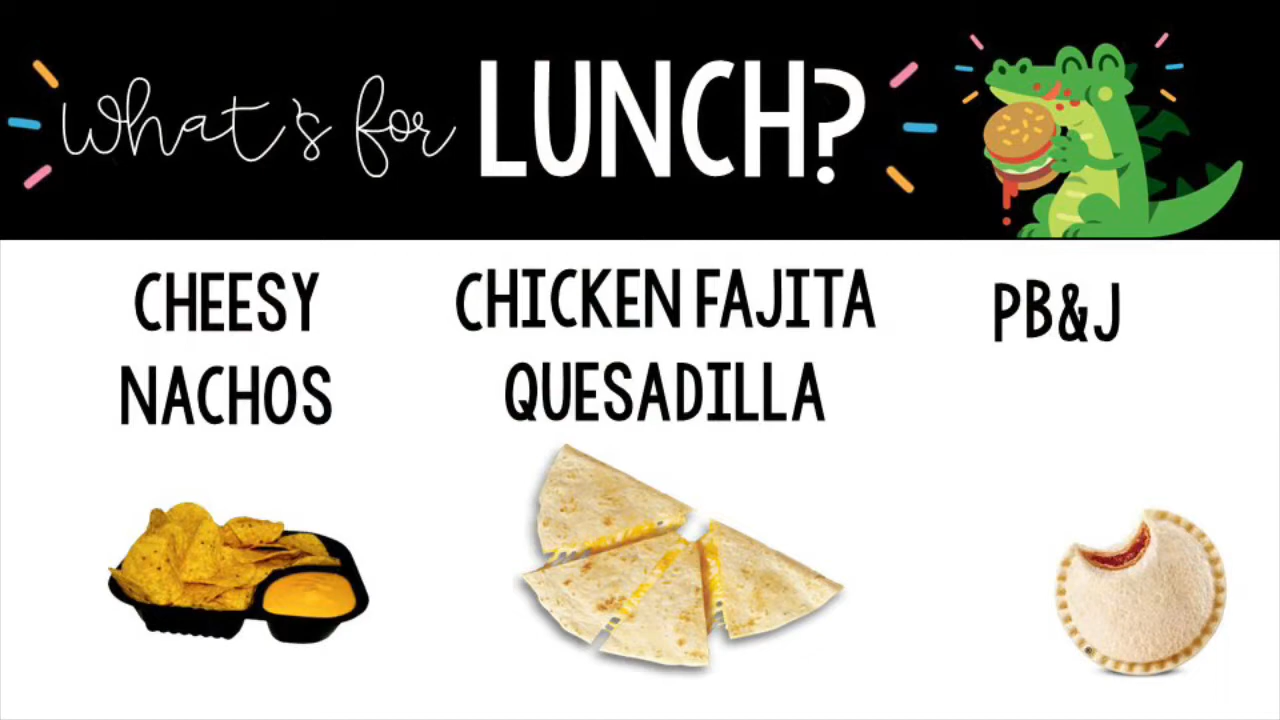 What's for LUNCH?
CHEESY
NACHOS
CHICKEN FAJITA
QUESADILLA
PB&J